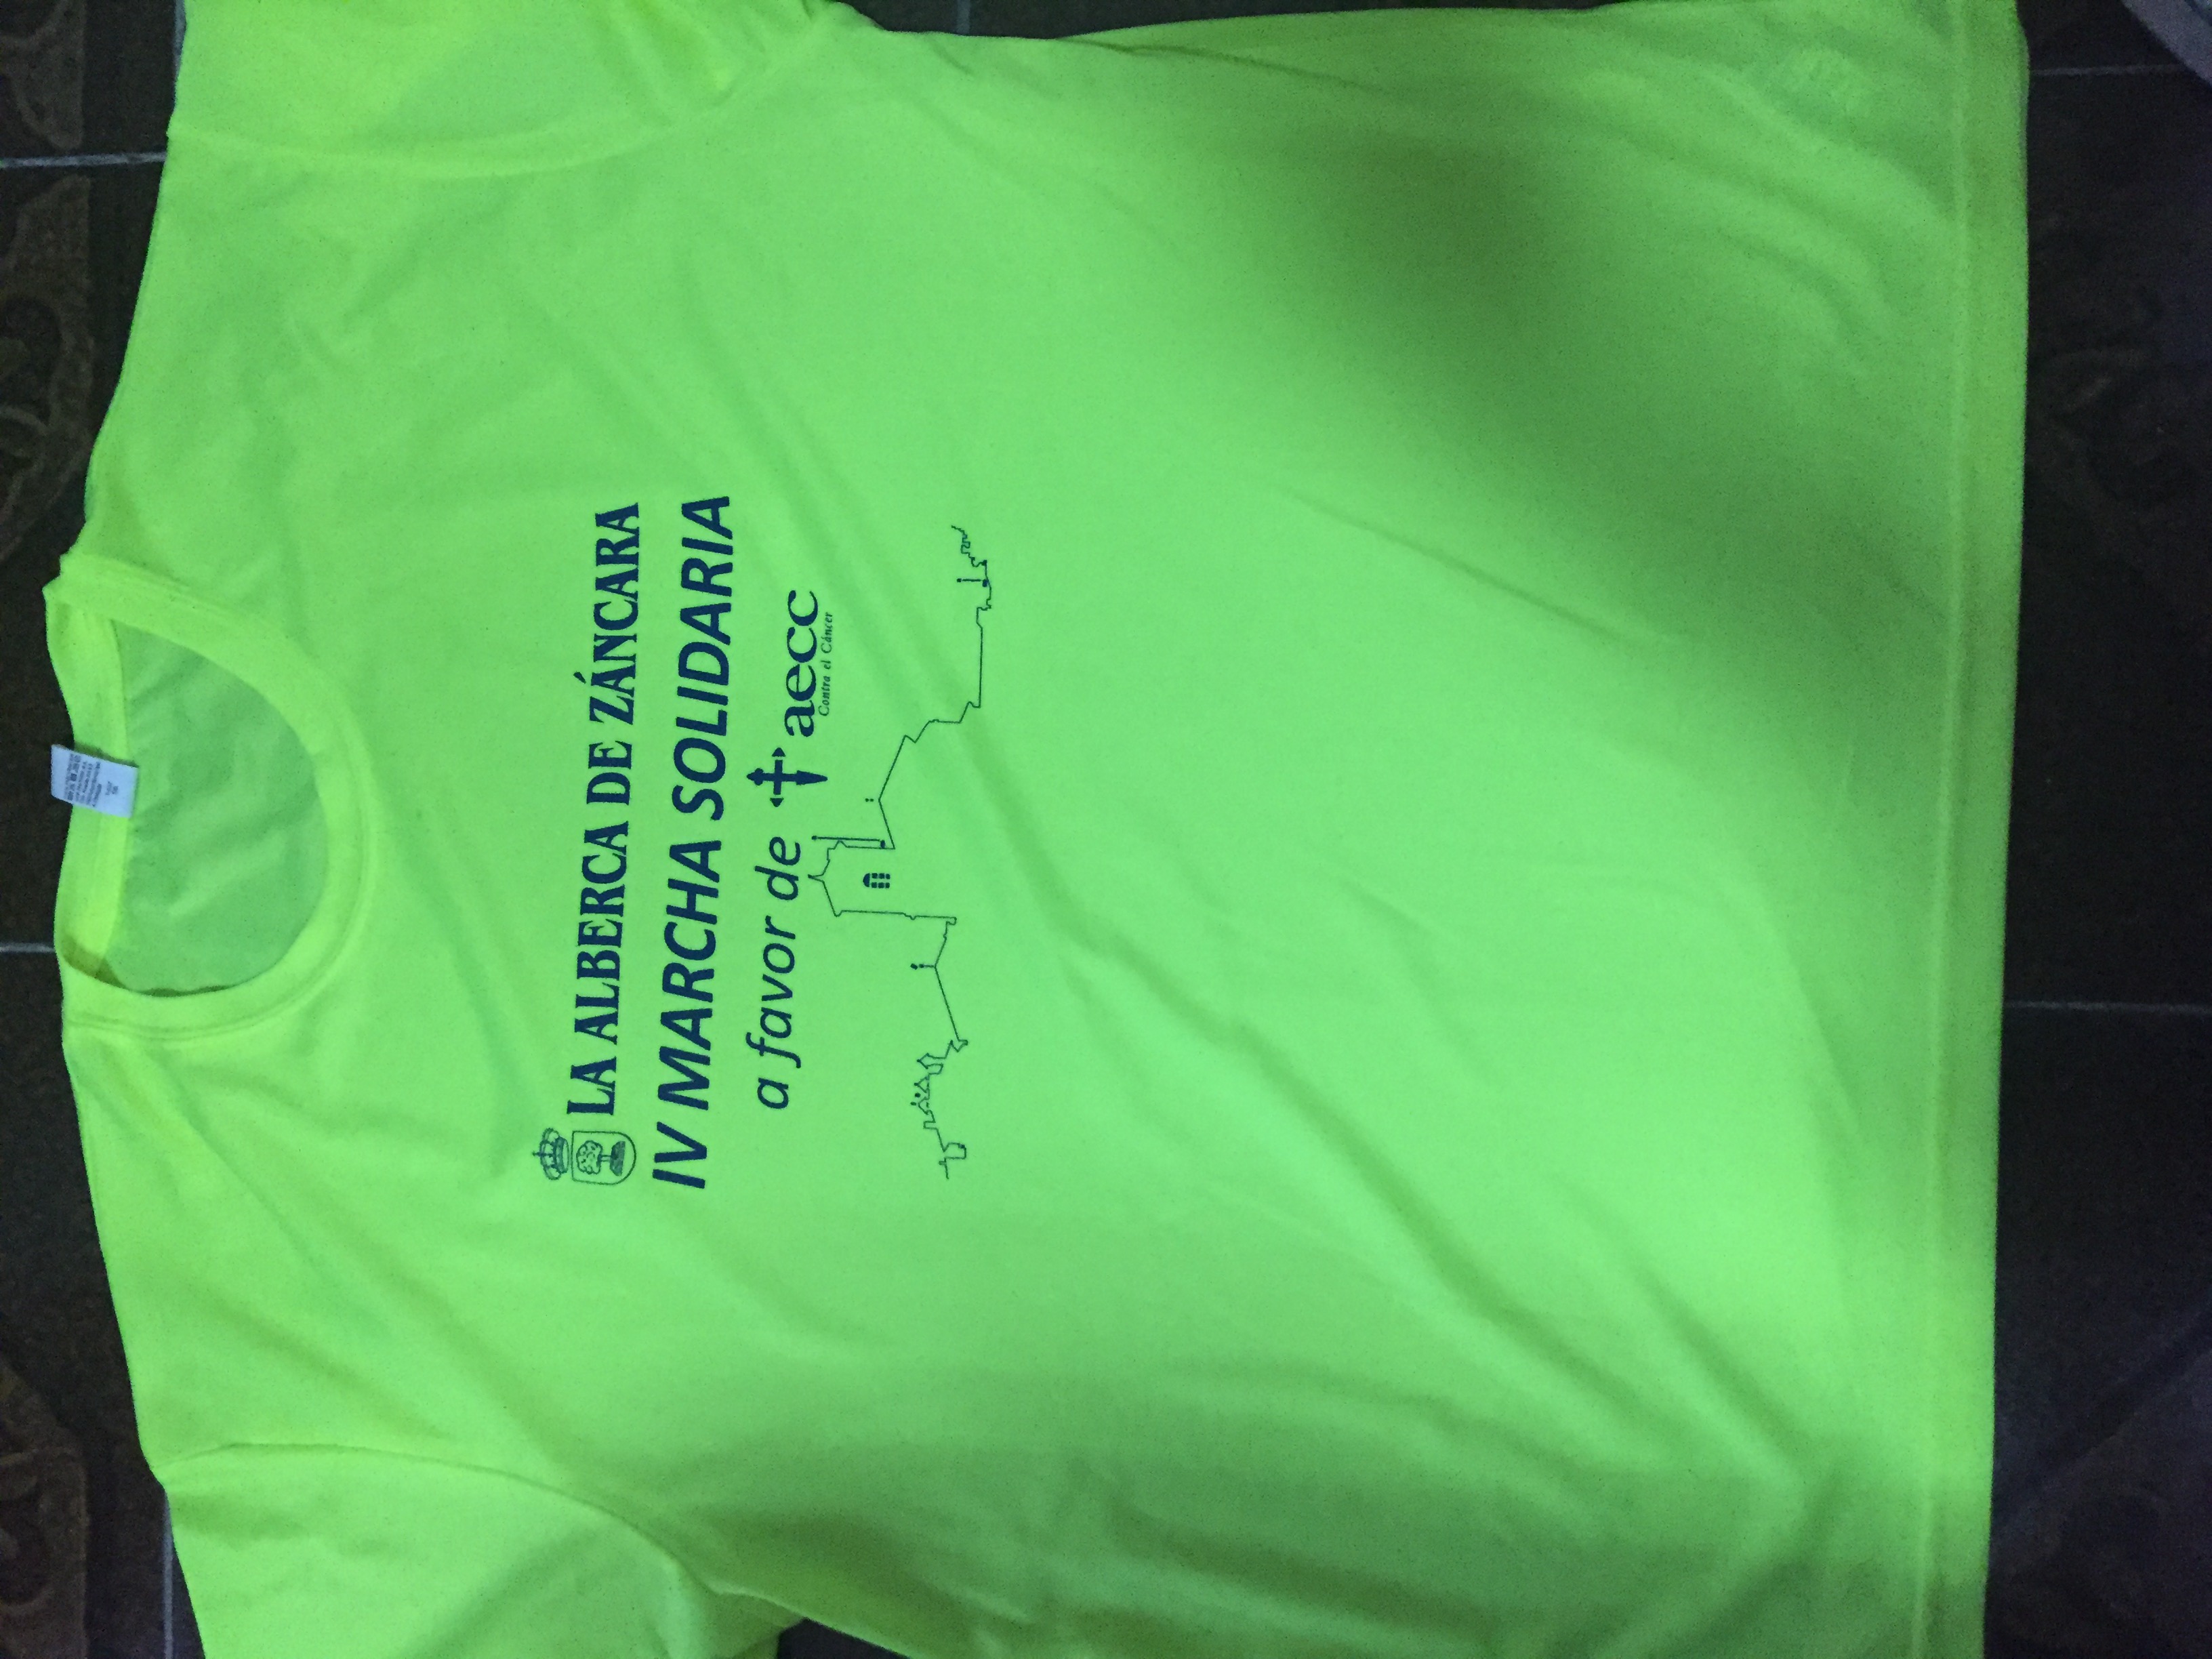 LA ALBERCA DE ZÁNCARA
IV MARCHA SOLIDARIA
a favor de aecc
Contra el Cáncer